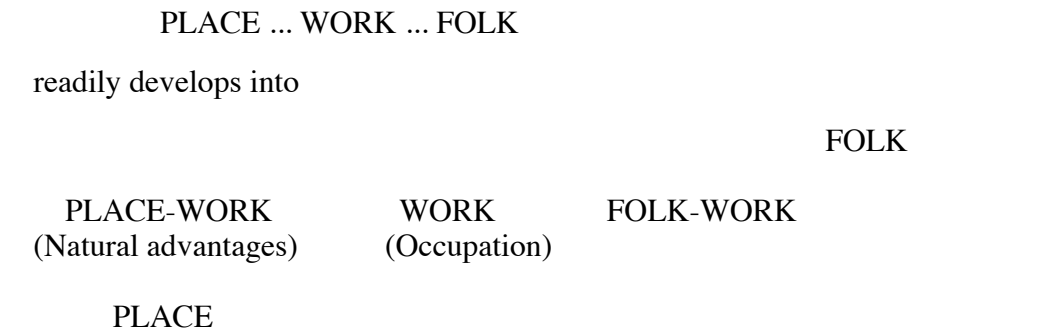 PLACE ... WORK ... FOLK
readily develops into
FOLK
PLACE-WORK WORK FOLK-WORK
(Natural advantages) (Occupation)
PLACE